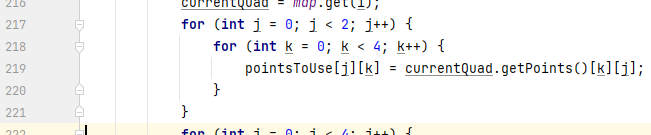 216 currentQuad = map.get(i);
217 for (int j = 0; j < 2; j++) {
218 for (int k = 0; k < 4; k++) {
219 pointsToUse[j][k] = currentQuad.getPoints()[k][j];
220 }
221 }
222 for (int j = 0; j < 4; j++) {